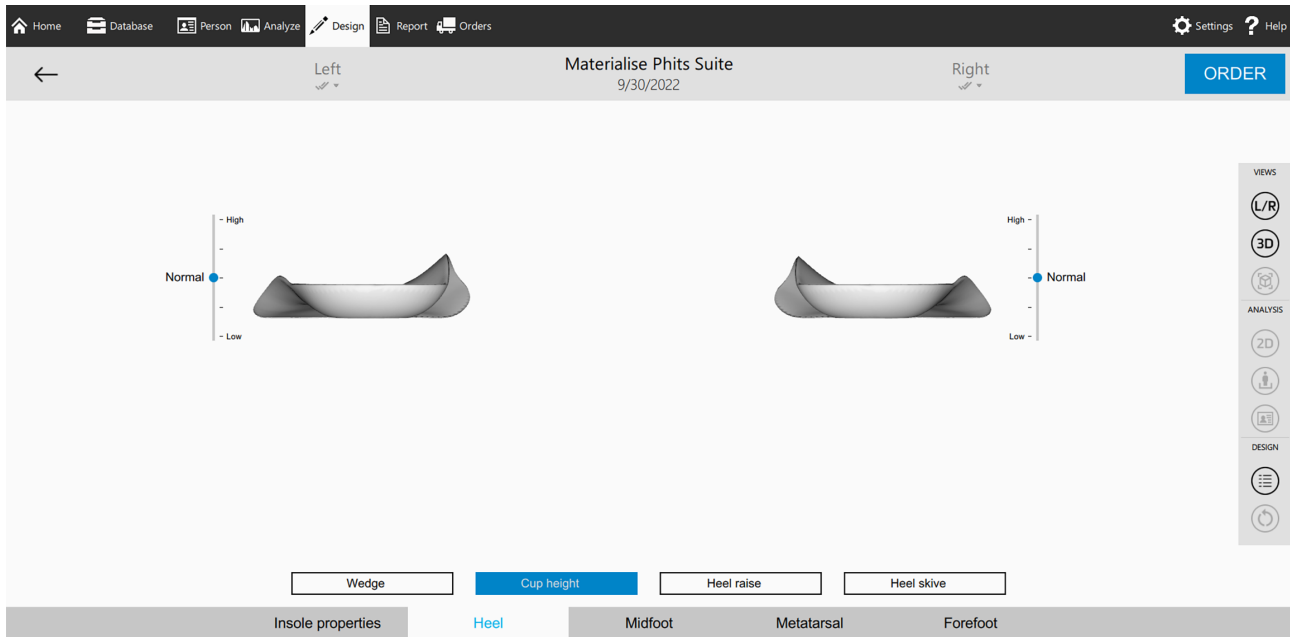 Home Database Person Analyze Design Report Orders Settings ? Help
Left Materialise Phits Suite Right ORDER
9/30/2022
VIEWS
- High High -
L/R
3D
Normal Normal
ANALYSIS
- Low Low -
2D
DESIGN
Wedge Cup height Heel raise Heel skive
Insole properties Heel Midfoot Metatarsal Forefoot